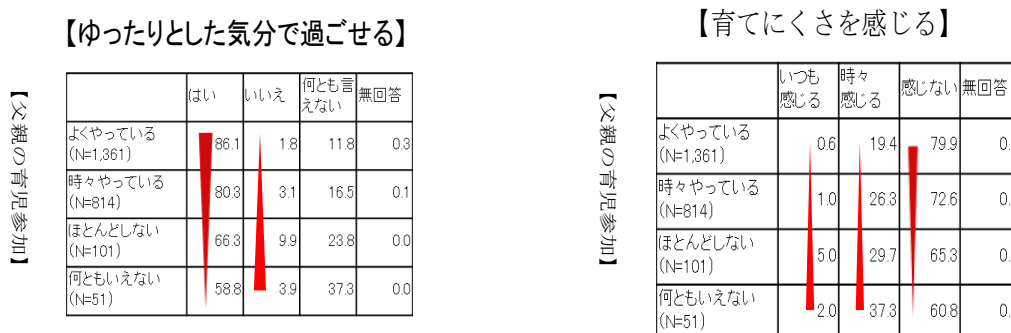 【ゆったりとした気分で過ごせる】
【父親の育児参加】
はい いいえ 何とも言えない 無回答
よくやっている (N=1,361) 86.1 1.8 11.8 0.3
時々やっている (N=814) 80.3 3.1 16.5 0.1
ほとんどしない (N=101) 66.3 9.9 23.8 0.0
何ともいえない (N=51) 58.8 3.9 37.3 0.0
【育てにくさを感じる】
【父親の育児参加】
いつも感じる 時々感じる 感じない 無回答
よくやっている (N=1,361) 0.6 19.4 79.9
時々やっている (N=814) 1.0 26.3 72.6
ほとんどしない (N=101) 5.0 29.7 65.3
何ともいえない (N=51) 2.0 37.3 60.8